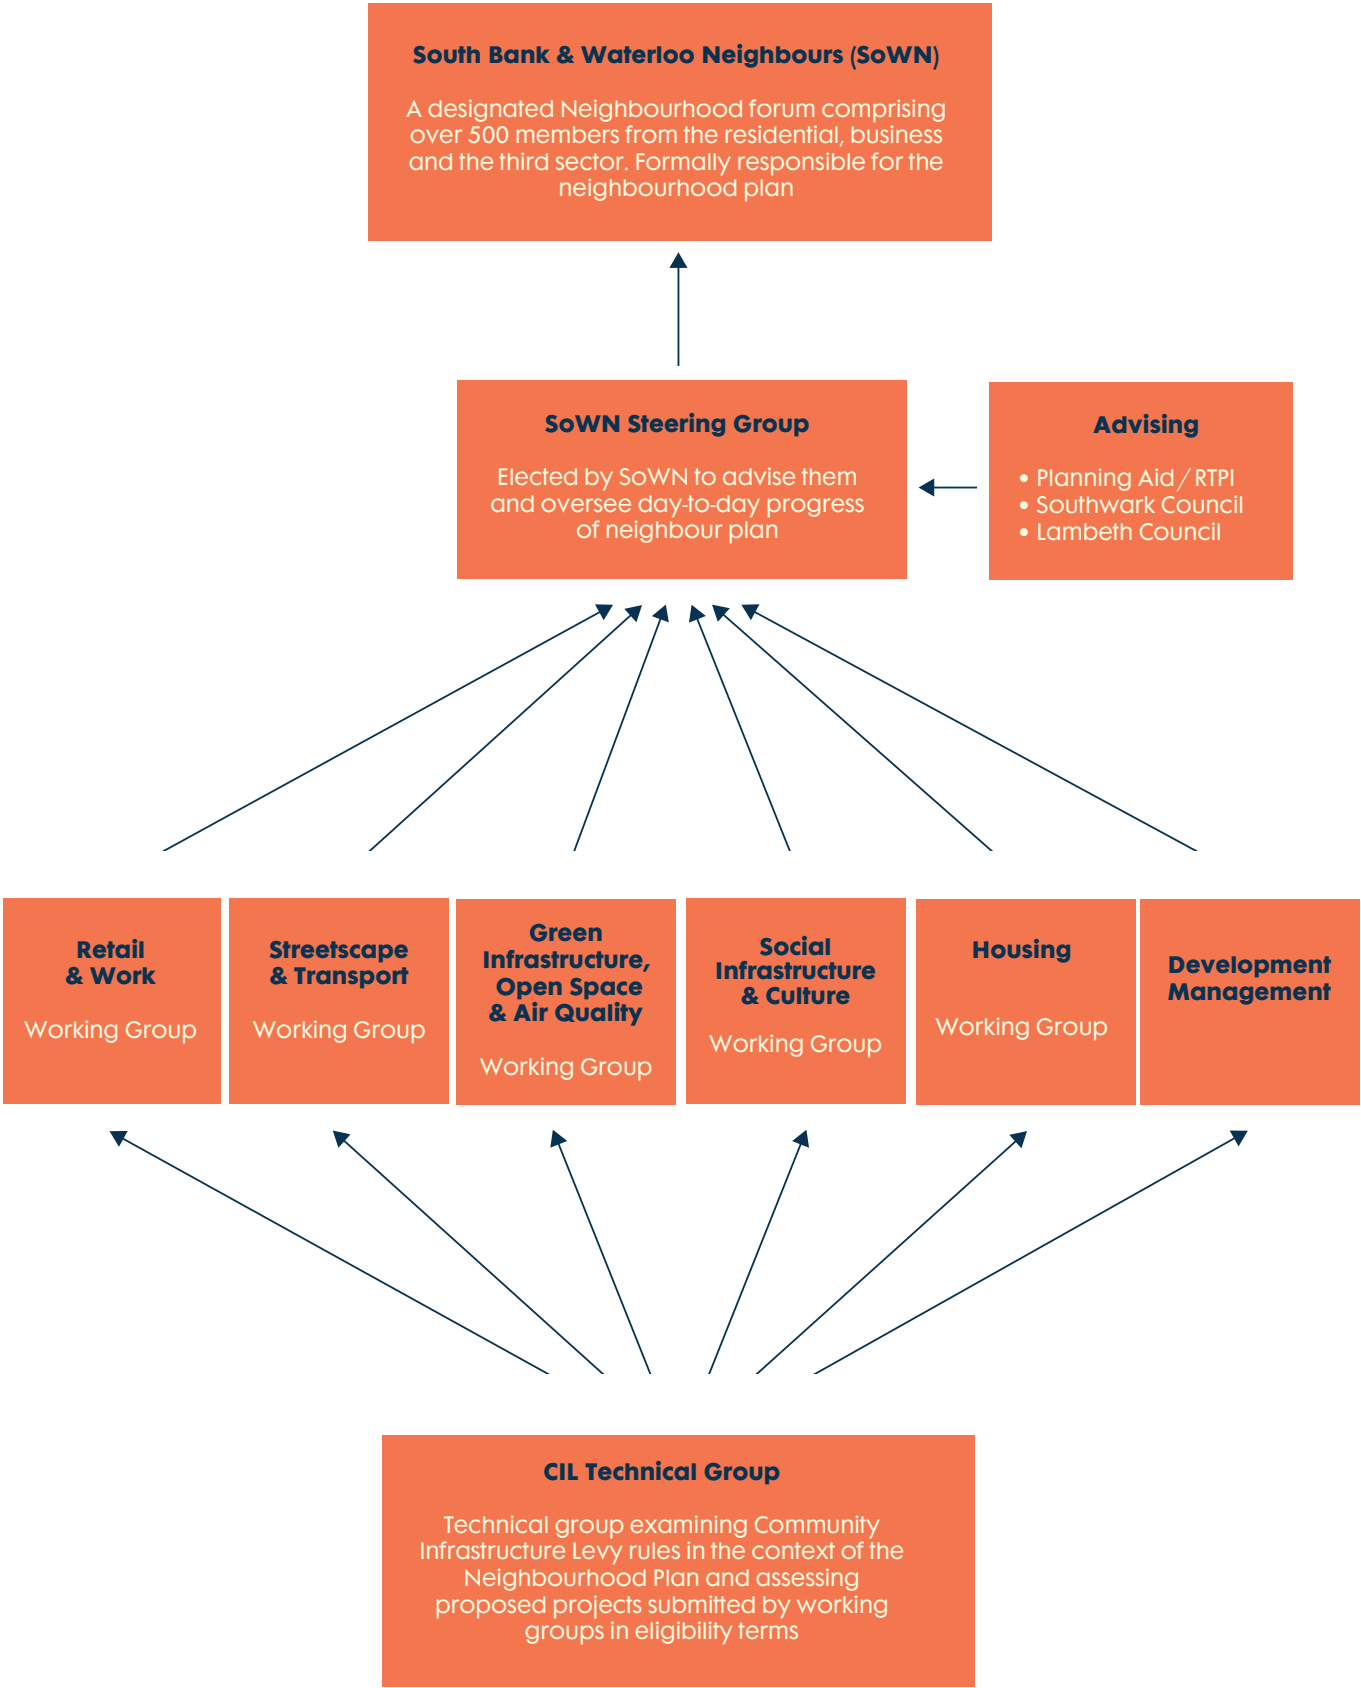 South Bank & Waterloo Neighbours (SoWN)
A designated Neighbourhood forum comprising
over 500 members from the residential, business
and the third sector. Formally responsible for the
neighbourhood plan
SoWN Steering Group
Elected by SoWN to advise them
and oversee day-to-day progress
of neighbour plan
Advising
• Planning Aid / RTPI
• Southwark Council
• Lambeth Council
Retail
& Work
Working Group
Streetscape
& Transport
Working Group
Green
Infrastructure,
Open Space
& Air Quality
Working Group
Social
Infrastructure
& Culture
Working Group
Housing
Working Group
Development
Management
CIL Technical Group
Technical group examining Community
Infrastructure Levy rules in the context of the
Neighbourhood Plan and assessing
proposed projects submitted by working
groups in eligibility terms